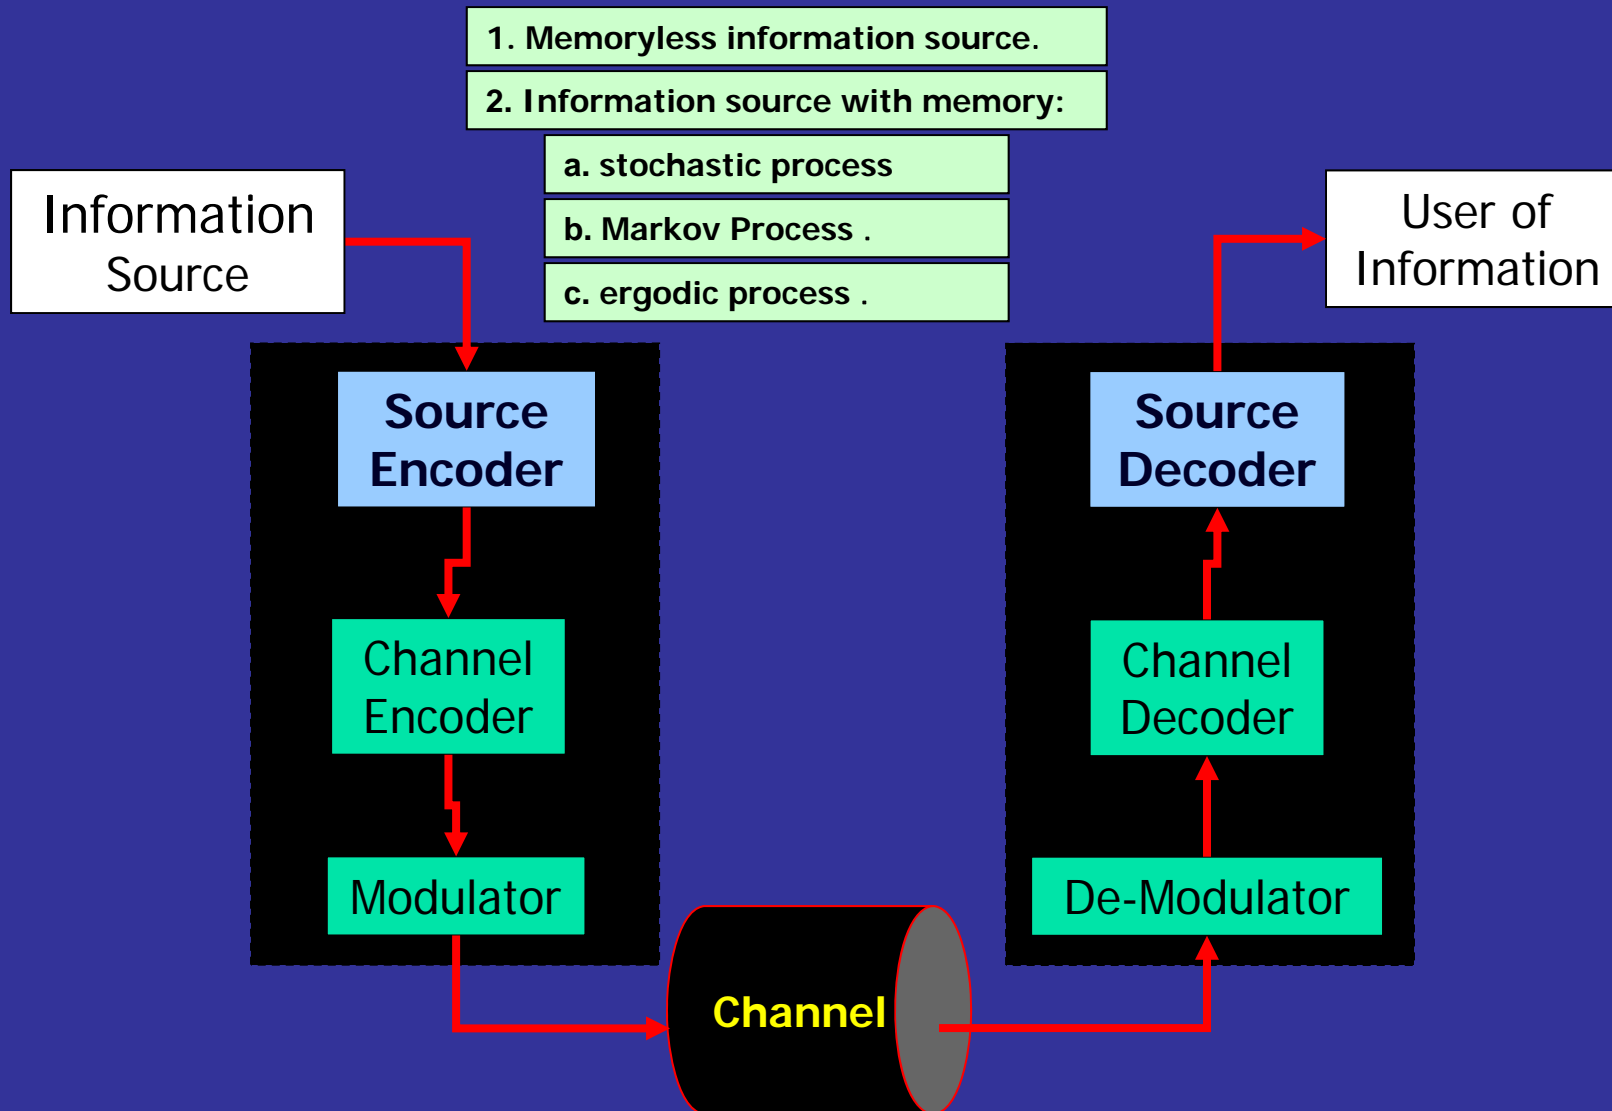 1. Memoryless information source.
2. Information source with memory:
a. stochastic process
b. Markov Process .
c. ergodic process .
Information
Source
User of
Information
Source
Encoder
Source
Decoder
Channel
Encoder
Channel
Decoder
Modulator
De-Modulator
Channel